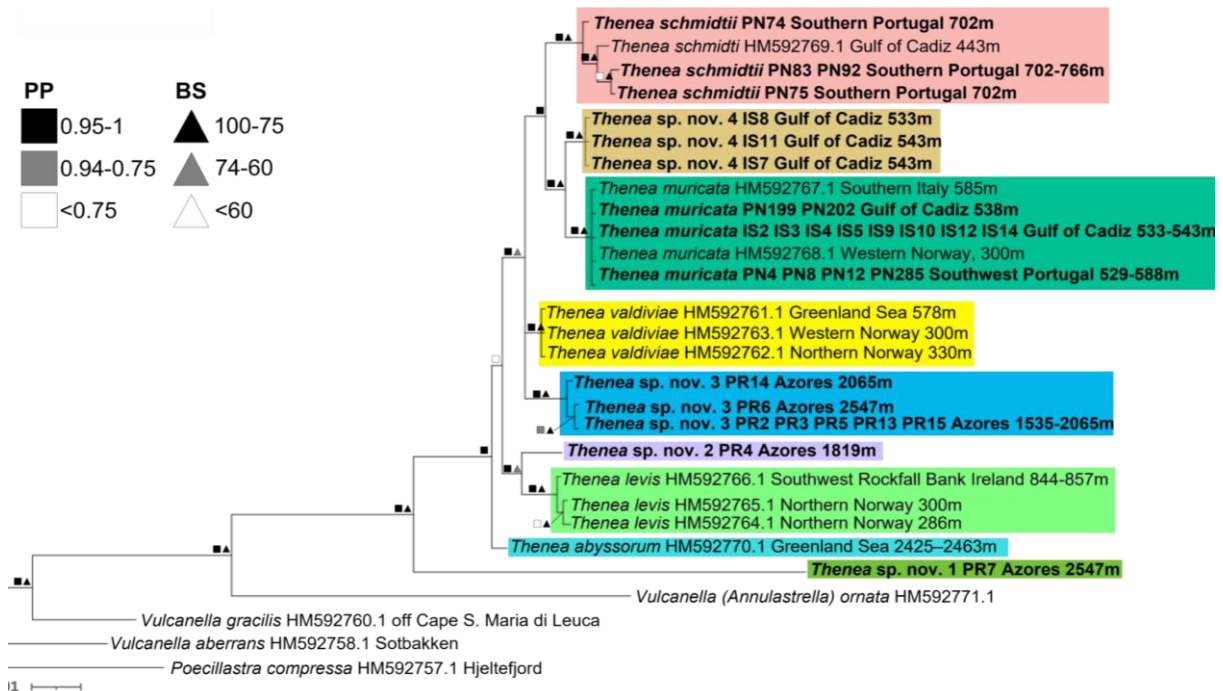 PP BS
0.95-1 100-75
0.94-0.75 74-60
<0.75 <60
Thenea schmidtii PN74 Southern Portugal 702m
Thenea schmidti HM592769.1 Gulf of Cadiz 443m
Thenea schmidtii PN83 PN92 Southern Portugal 702-766m
Thenea schmidtii PN75 Southern Portugal 702m
Thenea sp. nov. 4 IS8 Gulf of Cadiz 533m
Thenea sp. nov. 4 IS11 Gulf of Cadiz 543m
Thenea sp. nov. 4 IS7 Gulf of Cadiz 543m
Thenea muricata HM592767.1 Southern Italy 585m
Thenea muricata PN199 PN202 Gulf of Cadiz 538m
Thenea muricata IS2 IS3 IS4 IS5 IS9 IS10 IS12 IS14 Gulf of Cadiz 533-543m
Thenea muricata HM592768.1 Western Norway, 300m
Thenea muricata PN4 PN8 PN12 PN285 Southwest Portugal 529-588m
Thenea valdiviae HM592761.1 Greenland Sea 578m
Thenea valdiviae HM592763.1 Western Norway 300m
Thenea valdiviae HM592762.1 Northern Norway 330m
Thenea sp. nov. 3 PR14 Azores 2065m
Thenea sp. nov. 3 PR6 Azores 2547m
Thenea sp. nov. 3 PR2 PR3 PR5 PR13 PR15 Azores 1535-2065m
Thenea sp. nov. 2 PR4 Azores 1819m
Thenea levis HM592766.1 Southwest Rockfall Bank Ireland 844-857m
Thenea levis HM592765.1 Northern Norway 300m
Thenea levis HM592764.1 Northern Norway 286m
Thenea abyssorum HM592770.1 Greenland Sea 2425–2463m
Thenea sp. nov. 1 PR7 Azores 2547m
Vulcanella (Annulastrella) ornata HM592771.1
Vulcanella gracilis HM592760.1 off Cape S. Maria di Leuca
Vulcanella aberrans HM592758.1 Sotbakken
Poecillastra compressa HM592757.1 Hjeltefjord